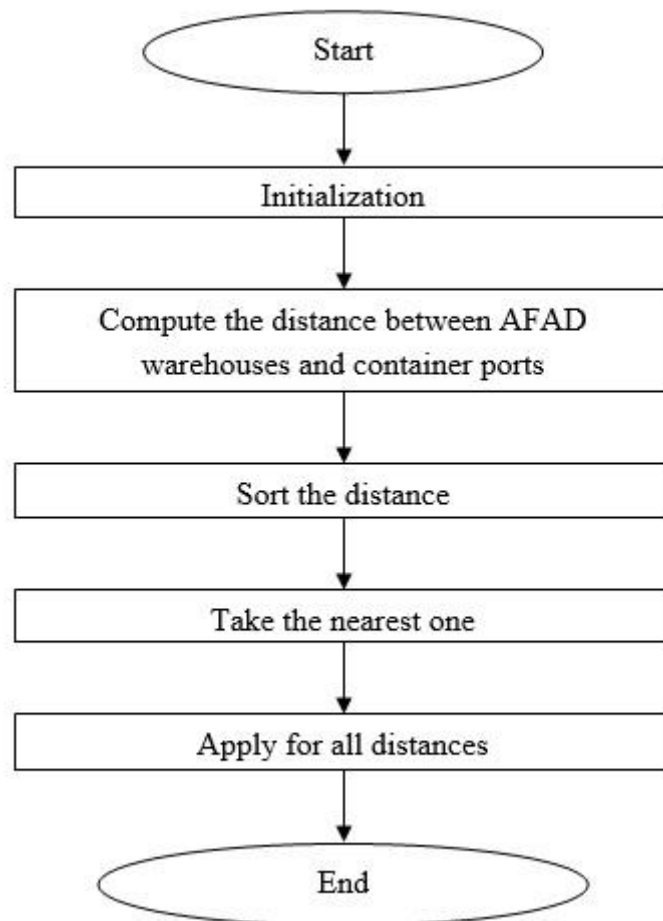 Start
Initialization
Compute the distance between AFAD
warehouses and container ports
Sort the distance
Take the nearest one
Apply for all distances
End